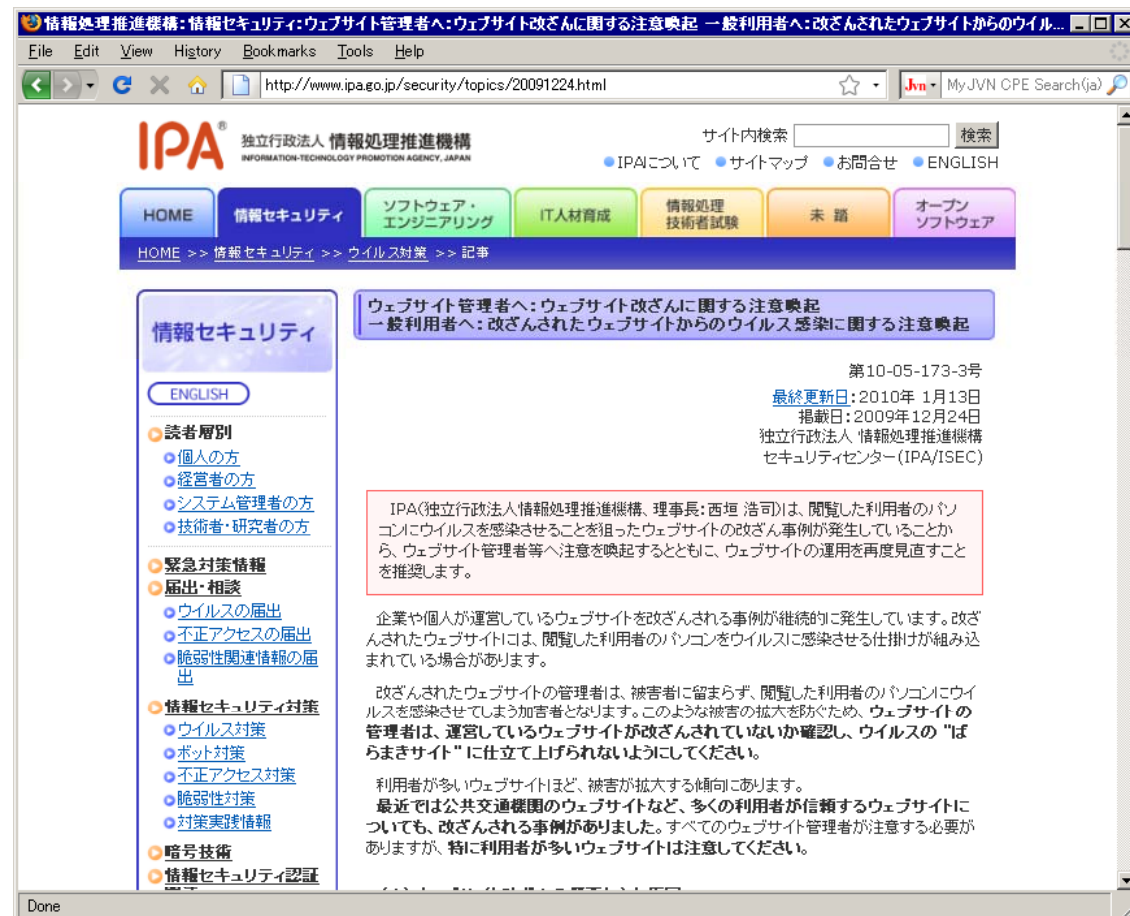 情報処理推進機構:情報セキュリティ:ウェブサイト管理者へ:ウェブサイト改ざんに関する注意喚起 一般利用者へ:改ざんされたウェブサイトからのウイル...
File Edit View History Bookmarks Tools Help
http://www.ipa.go.jp/security/topics/20091224.html
Jvn MyJVN CPE Search(ja)
IPA® 独立行政法人 情報処理推進機構
INFORMATION-TECHNOLOGY PROMOTION AGENCY, JAPAN
サイト内検索 検索
IPAについて サイトマップ お問合せ ENGLISH
HOME 情報セキュリティ ソフトウェア・エンジニアリング IT人材育成 情報処理技術者試験 未踏 オープンソフトウェア
HOME >> 情報セキュリティ >> ウイルス対策 >> 記事
情報セキュリティ
ENGLISH
読者層別
個人の方
経営者の方
システム管理者の方
技術者・研究者の方
緊急対策情報
届出・相談
ウイルスの届出
不正アクセスの届出
脆弱性関連情報の届
出
情報セキュリティ対策
ウイルス対策
ボット対策
不正アクセス対策
脆弱性対策
対策実践情報
暗号技術
情報セキュリティ認証
ウェブサイト管理者へ:ウェブサイト改ざんに関する注意喚起
一般利用者へ:改ざんされたウェブサイトからのウイルス感染に関する注意喚起
第10-05-173-3号
最終更新日:2010年 1月13日
掲載日:2009年12月24日
独立行政法人 情報処理推進機構
セキュリティセンター(IPA/ISEC)
IPA(独立行政法人情報処理推進機構、理事長:西垣 浩司)は、閲覧した利用者のパソ
コンにウイルスを感染させることを狙ったウェブサイトの改ざん事例が発生していることか
ら、ウェブサイト管理者等へ注意を喚起するとともに、ウェブサイトの運用を再度見直すこと
を推奨します。
企業や個人が運営しているウェブサイトを改ざんされる事例が継続的に発生しています。改ざ
んされたウェブサイトには、閲覧した利用者のパソコンをウイルスに感染させる仕掛けが組み込
まれている場合があります。
改ざんされたウェブサイトの管理者は、被害者に留まらず、閲覧した利用者のパソコンにウイ
ルスを感染させてしまう加害者となります。このような被害の拡大を防ぐため、ウェブサイトの
管理者は、運営しているウェブサイトが改ざんされていないか確認し、ウイルスの "ば
らまきサイト" に仕立て上げられないようにしてください。
利用者が多いウェブサイトほど、被害が拡大する傾向にあります。
最近では公共交通機関のウェブサイトなど、多くの利用者が信頼するウェブサイトに
ついても、改ざんされる事例がありました。すべてのウェブサイト管理者が注意する必要が
ありますが、特に利用者が多いウェブサイトは注意してください。
Done